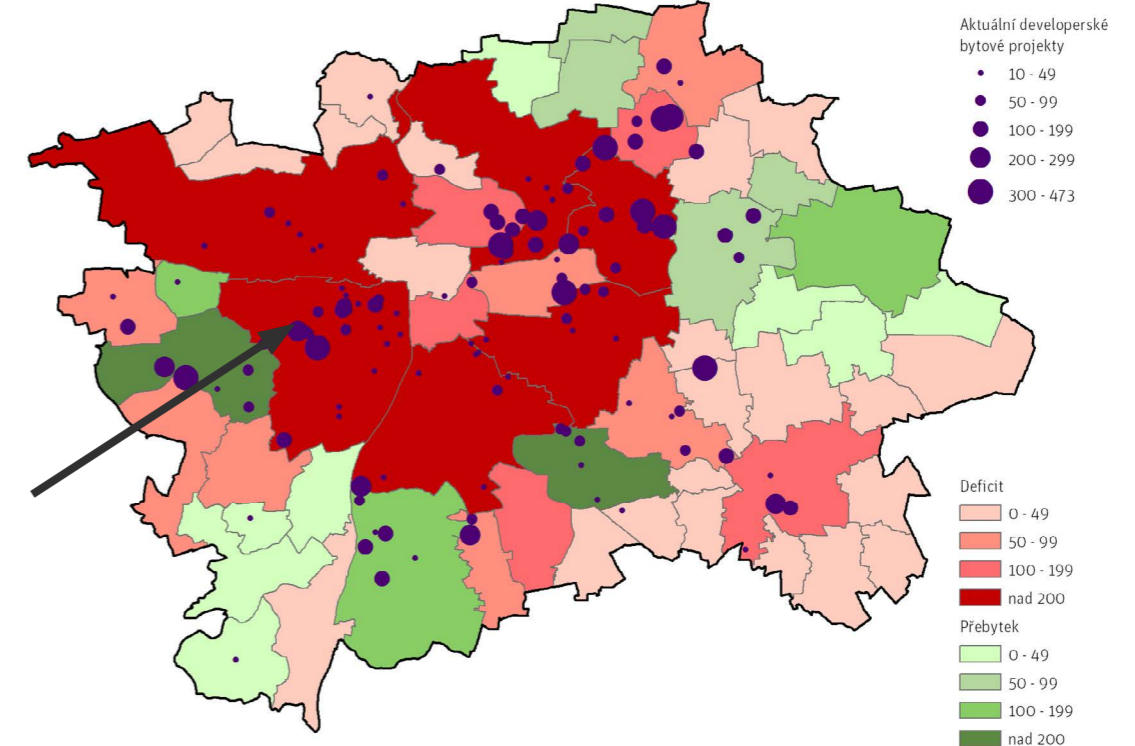 Aktuální developerské
bytové projekty
10 - 49
50 - 99
100 - 199
200 - 299
300 - 473
Deficit
0 - 49
50 - 99
100 - 199
nad 200
Přebytek
0 - 49
50 - 99
100 - 199
nad 200